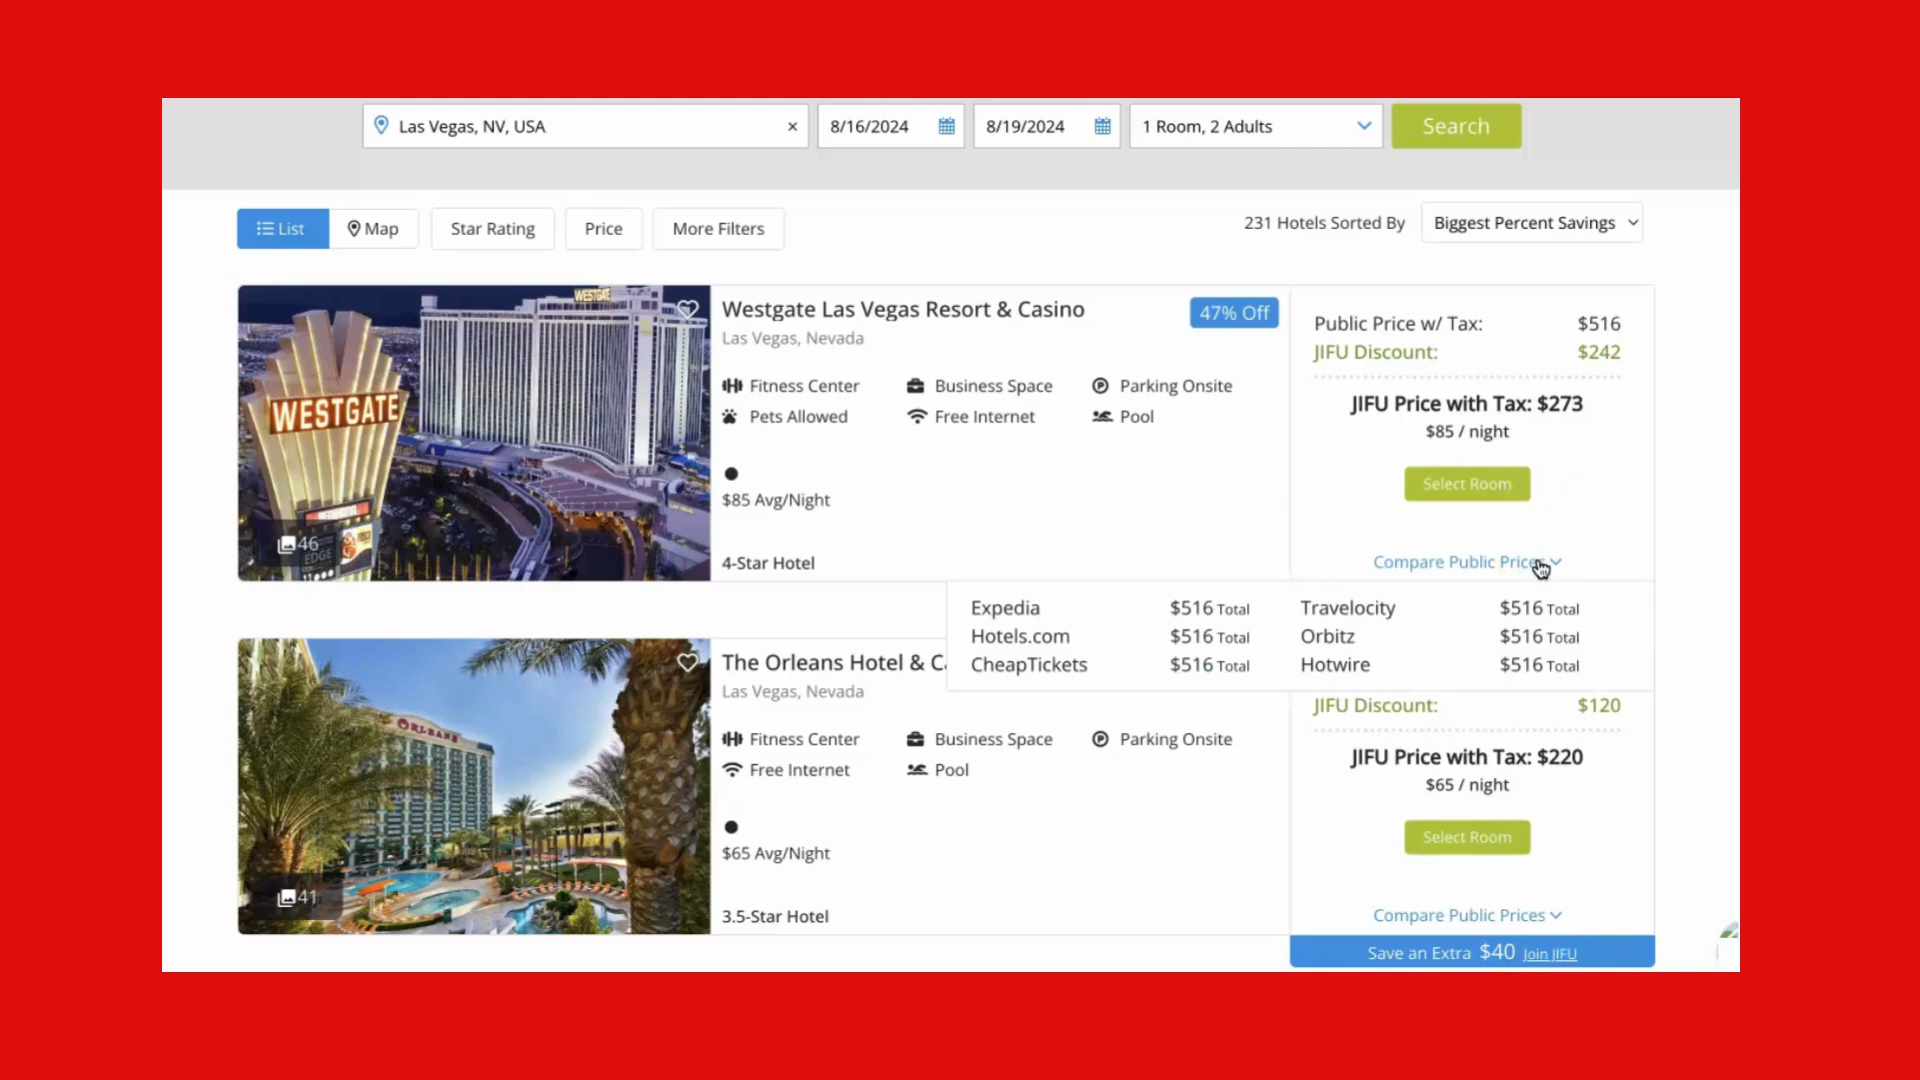 Las Vegas, NV, USA
8/16/2024
8/19/2024
1 Room, 2 Adults
Search
List
Map
Star Rating
Price
More Filters
231 Hotels Sorted By
Biggest Percent Savings
WESTGATE
WESTGATE
EDGE
46
Westgate Las Vegas Resort & Casino
47% Off
Las Vegas, Nevada
Fitness Center
Business Space
Parking Onsite
Pets Allowed
Free Internet
Pool
$85 Avg/Night
4-Star Hotel
Public Price w/ Tax: $516
JIFU Discount: $242
JIFU Price with Tax: $273
$85 / night
Select Room
Compare Public Prices
Expedia $516 Total Travelocity $516 Total
Hotels.com $516 Total Orbitz $516 Total
CheapTickets $516 Total Hotwire $516 Total
ORLEANS
41
The Orleans Hotel &
Las Vegas, Nevada
Fitness Center
Business Space
Parking Onsite
Free Internet
Pool
$65 Avg/Night
3.5-Star Hotel
JIFU Discount: $120
JIFU Price with Tax: $220
$65 / night
Select Room
Compare Public Prices
Save an Extra $40 Join JIFU